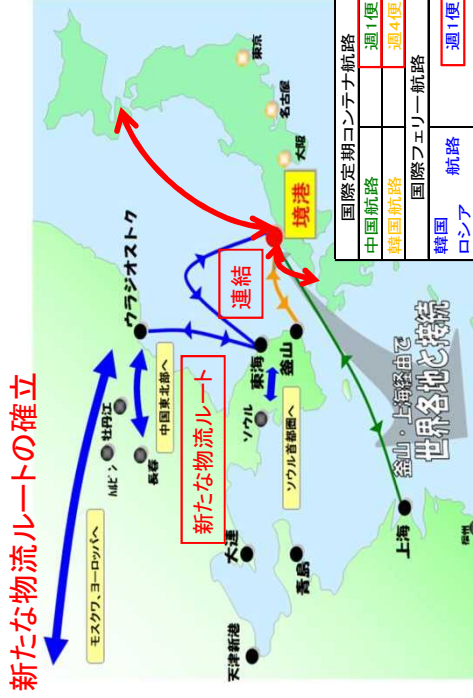 新たな物流ルートの確立
モスクワ、ヨーロッパへ
ハルビン
牡丹江
長春
ウラジオストク
中国東北部へ
新たな物流ルート
連結
境港
東海
釜山
ソウル
ソウル首都圏へ
大連
天津新港
青島
上海
大阪
名古屋
東京
釜山・上海経由で
世界各地と接続
国際定期コンテナ航路
中国航路 週1便
韓国航路 週4便
国際フェリー航路
韓国
ロシア 航路 週1便